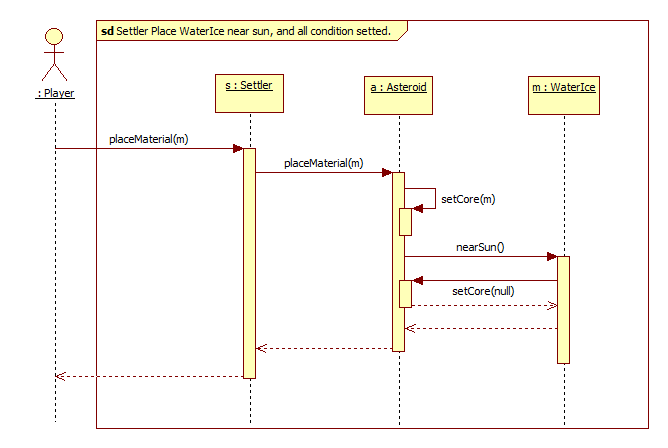 sd Settler Place WaterIce near sun, and all condition setted.
: Player
s : Settler
a : Asteroid
m : WaterIce
placeMaterial(m)
placeMaterial(m)
setCore(m)
nearSun()
setCore(null)